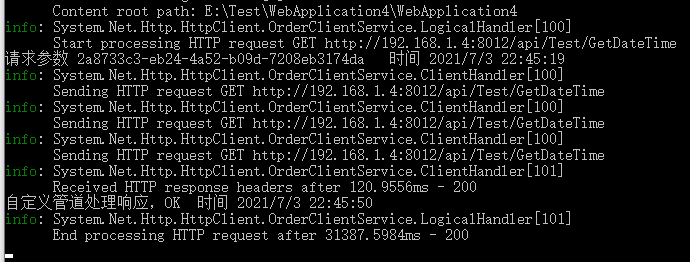 Content root path: E:\Test\WebApplication4\WebApplication4
info: System.Net.Http.HttpClient.OrderClientService.LogicalHandler[100]
Start processing HTTP request GET http://192.168.1.4:8012/api/Test/GetDateTime
请求参数 2a8733c3-eb24-4a52-b09d-7208eb3174da 时间 2021/7/3 22:45:19
info: System.Net.Http.HttpClient.OrderClientService.ClientHandler[100]
Sending HTTP request GET http://192.168.1.4:8012/api/Test/GetDateTime
info: System.Net.Http.HttpClient.OrderClientService.ClientHandler[100]
Sending HTTP request GET http://192.168.1.4:8012/api/Test/GetDateTime
info: System.Net.Http.HttpClient.OrderClientService.ClientHandler[100]
Sending HTTP request GET http://192.168.1.4:8012/api/Test/GetDateTime
info: System.Net.Http.HttpClient.OrderClientService.ClientHandler[101]
Received HTTP response headers after 120.9556ms - 200
自定义管道处理响应，OK 时间 2021/7/3 22:45:50
info: System.Net.Http.HttpClient.OrderClientService.LogicalHandler[101]
End processing HTTP request after 31387.5984ms - 200